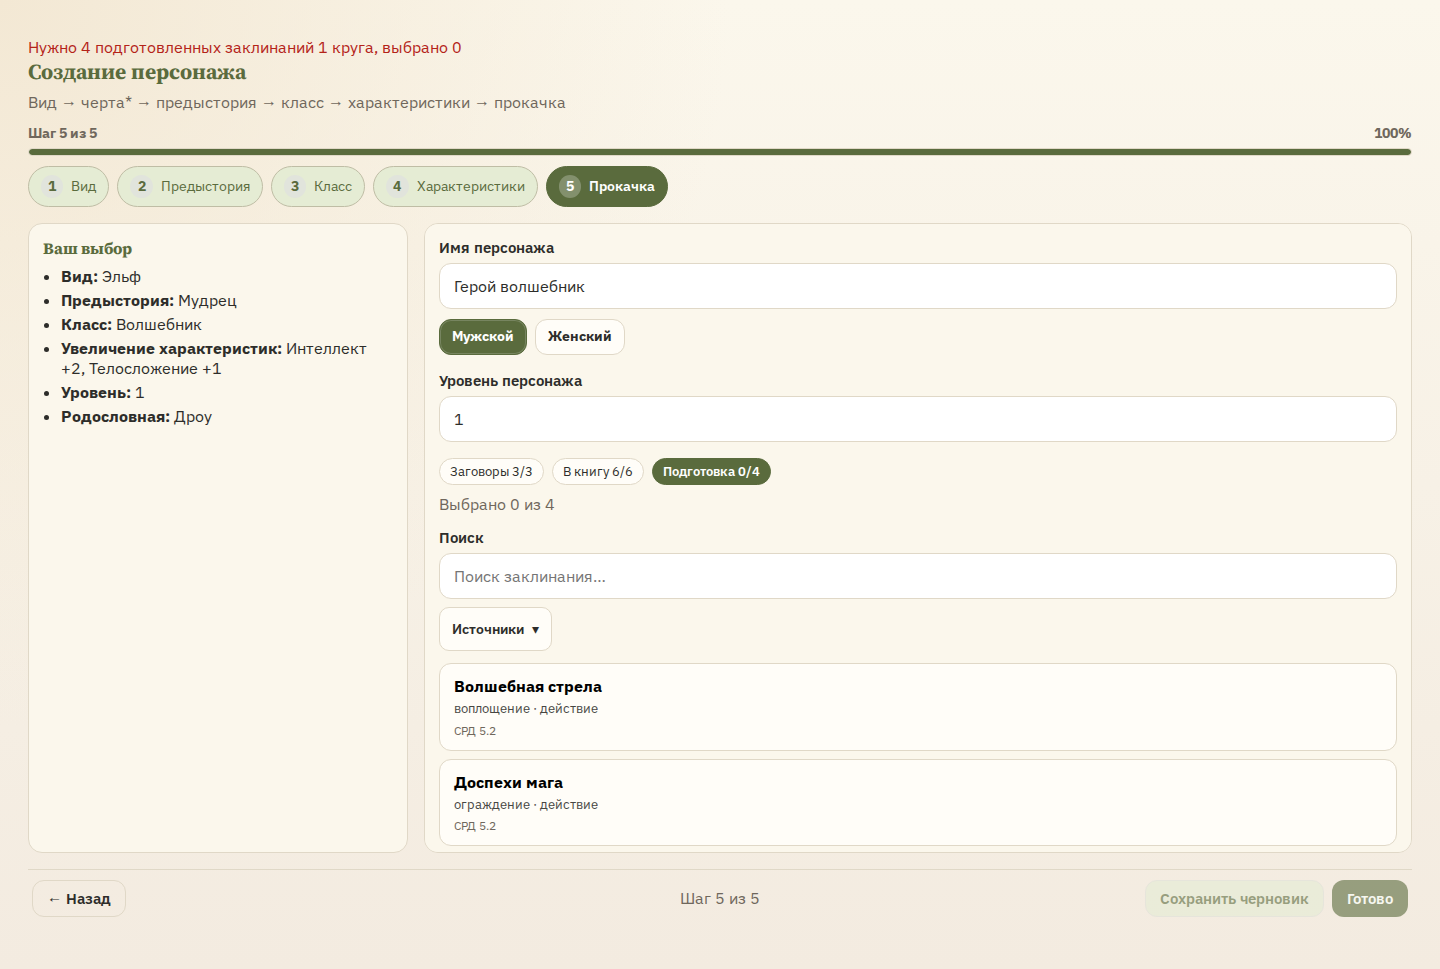 Нужно 4 подготовленных заклинаний 1 круга, выбрано 0
Создание персонажа
Вид → черта* → предыстория → класс → характеристики → прокачка
Шаг 5 из 5
100%
1 Вид
2 Предыстория
3 Класс
4 Характеристики
5 Прокачка
Ваш выбор
Вид: Эльф
Предыстория: Мудрец
Класс: Волшебник
Увеличение характеристик: Интеллект
+2, Телосложение +1
Уровень: 1
Родословная: Дроу
Имя персонажа
Герой волшебник
Мужской
Женский
Уровень персонажа
1
Заговоры 3/3
В книгу 6/6
Подготовка 0/4
Выбрано 0 из 4
Поиск
Поиск заклинания...
Источники ▾
Волшебная стрела
воплощение · действие
СРД 5.2
Доспехи мага
ограждение · действие
СРД 5.2
← Назад
Шаг 5 из 5
Сохранить черновик
Готово